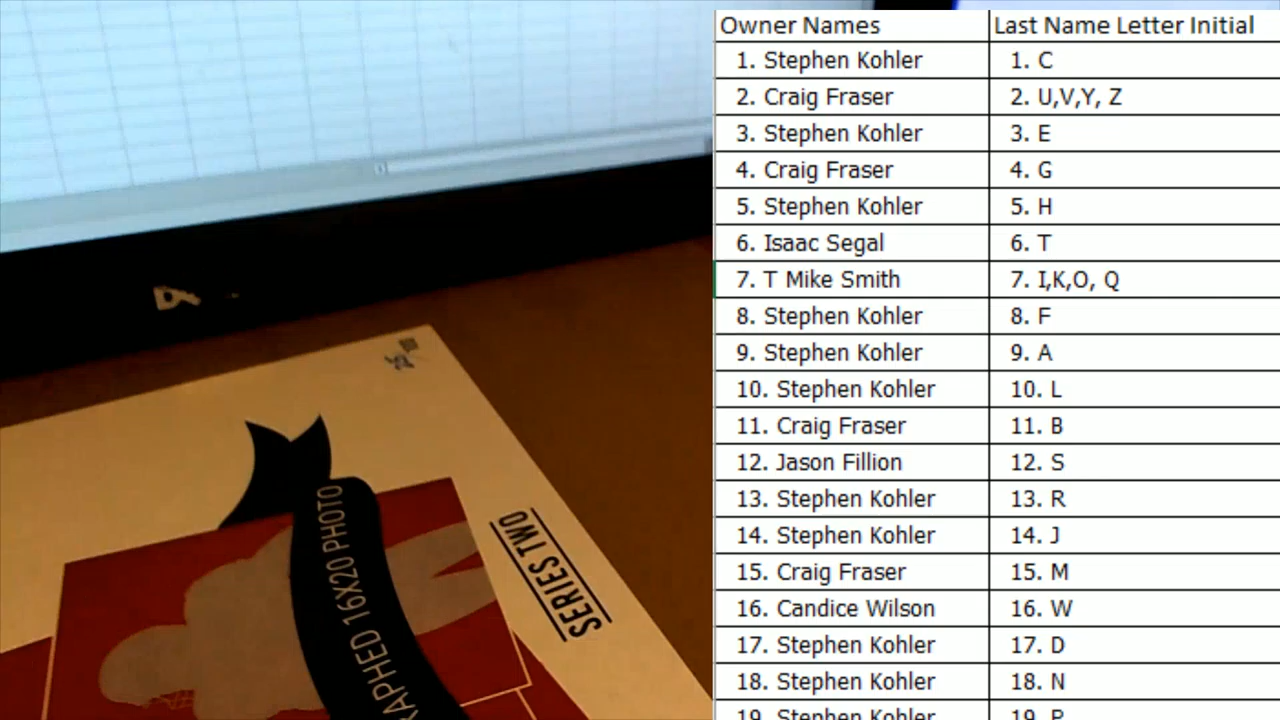 Owner Names Last Name Letter Initial
1. Stephen Kohler 1. C
2. Craig Fraser 2. U,V,Y, Z
3. Stephen Kohler 3. E
4. Craig Fraser 4. G
5. Stephen Kohler 5. H
6. Isaac Segal 6. T
7. T Mike Smith 7. I,K,O, Q
8. Stephen Kohler 8. F
9. Stephen Kohler 9. A
10. Stephen Kohler 10. L
11. Craig Fraser 11. B
12. Jason Fillion 12. S
13. Stephen Kohler 13. R
14. Stephen Kohler 14. J
15. Craig Fraser 15. M
16. Candice Wilson 16. W
17. Stephen Kohler 17. D
18. Stephen Kohler 18. N
19. Stephen Kohler 19. P
16X20 PHOTO
SERIES TWO